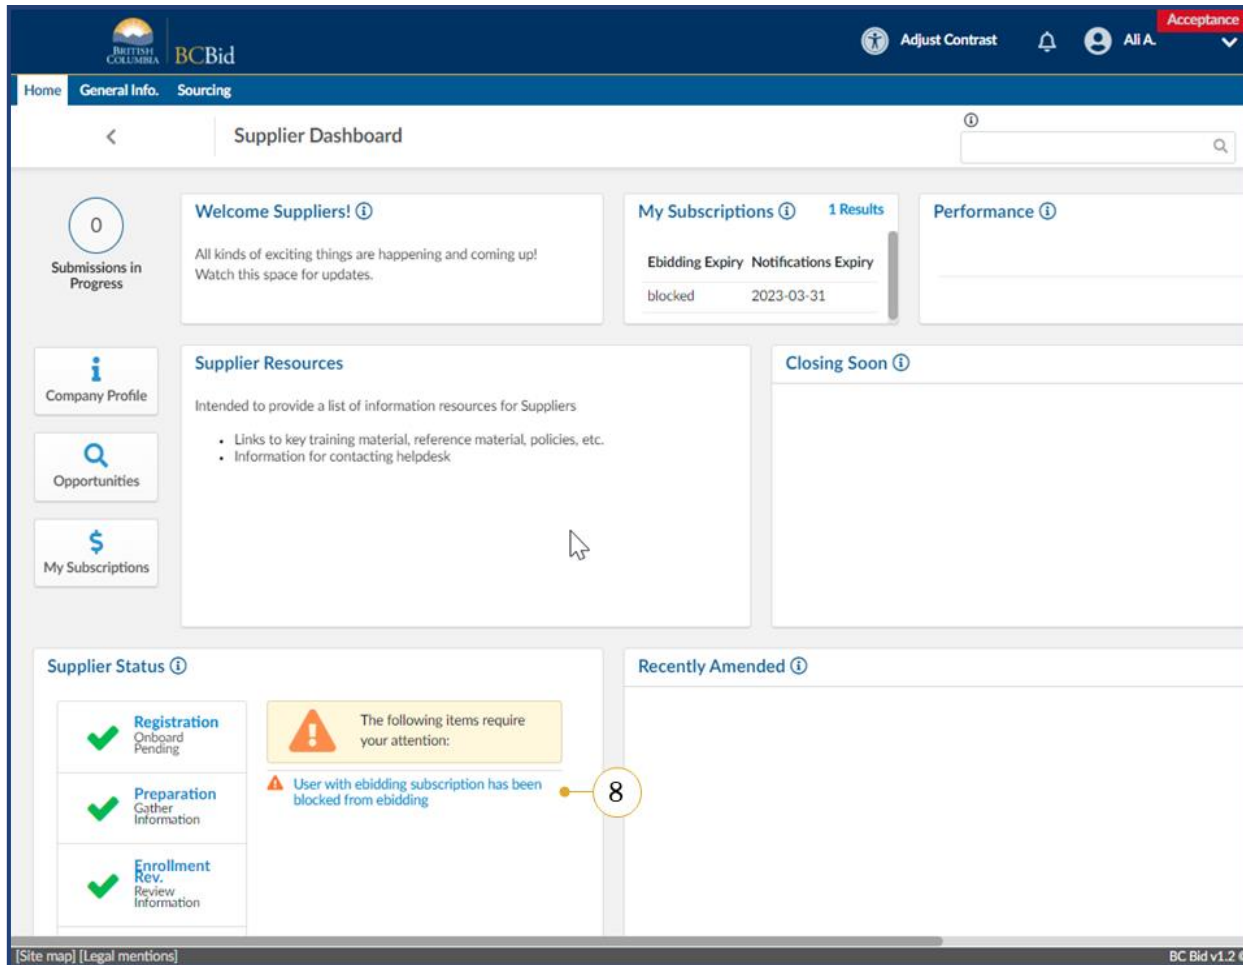 Acceptance
BRITISH
COLUMBIA
BCBid
Adjust Contrast
Ali A.
Home General Info. Sourcing
Supplier Dashboard
0
Submissions in
Progress
Welcome Suppliers!
All kinds of exciting things are happening and coming up!
Watch this space for updates.
My Subscriptions 1 Results
Ebidding Expiry Notifications Expiry
blocked 2023-03-31
Performance
Company Profile
Opportunities
My Subscriptions
Supplier Resources
Intended to provide a list of information resources for Suppliers
• Links to key training material, reference material, policies, etc.
• Information for contacting helpdesk
Closing Soon
Supplier Status
Registration
Onboard
Pending
Preparation
Gather
Information
Enrollment
Rev.
Review
Information
The following items require
your attention:
User with ebidding subscription has been
blocked from ebidding
8
Recently Amended
[Site map] [Legal mentions]
BC Bid v1.2 ©